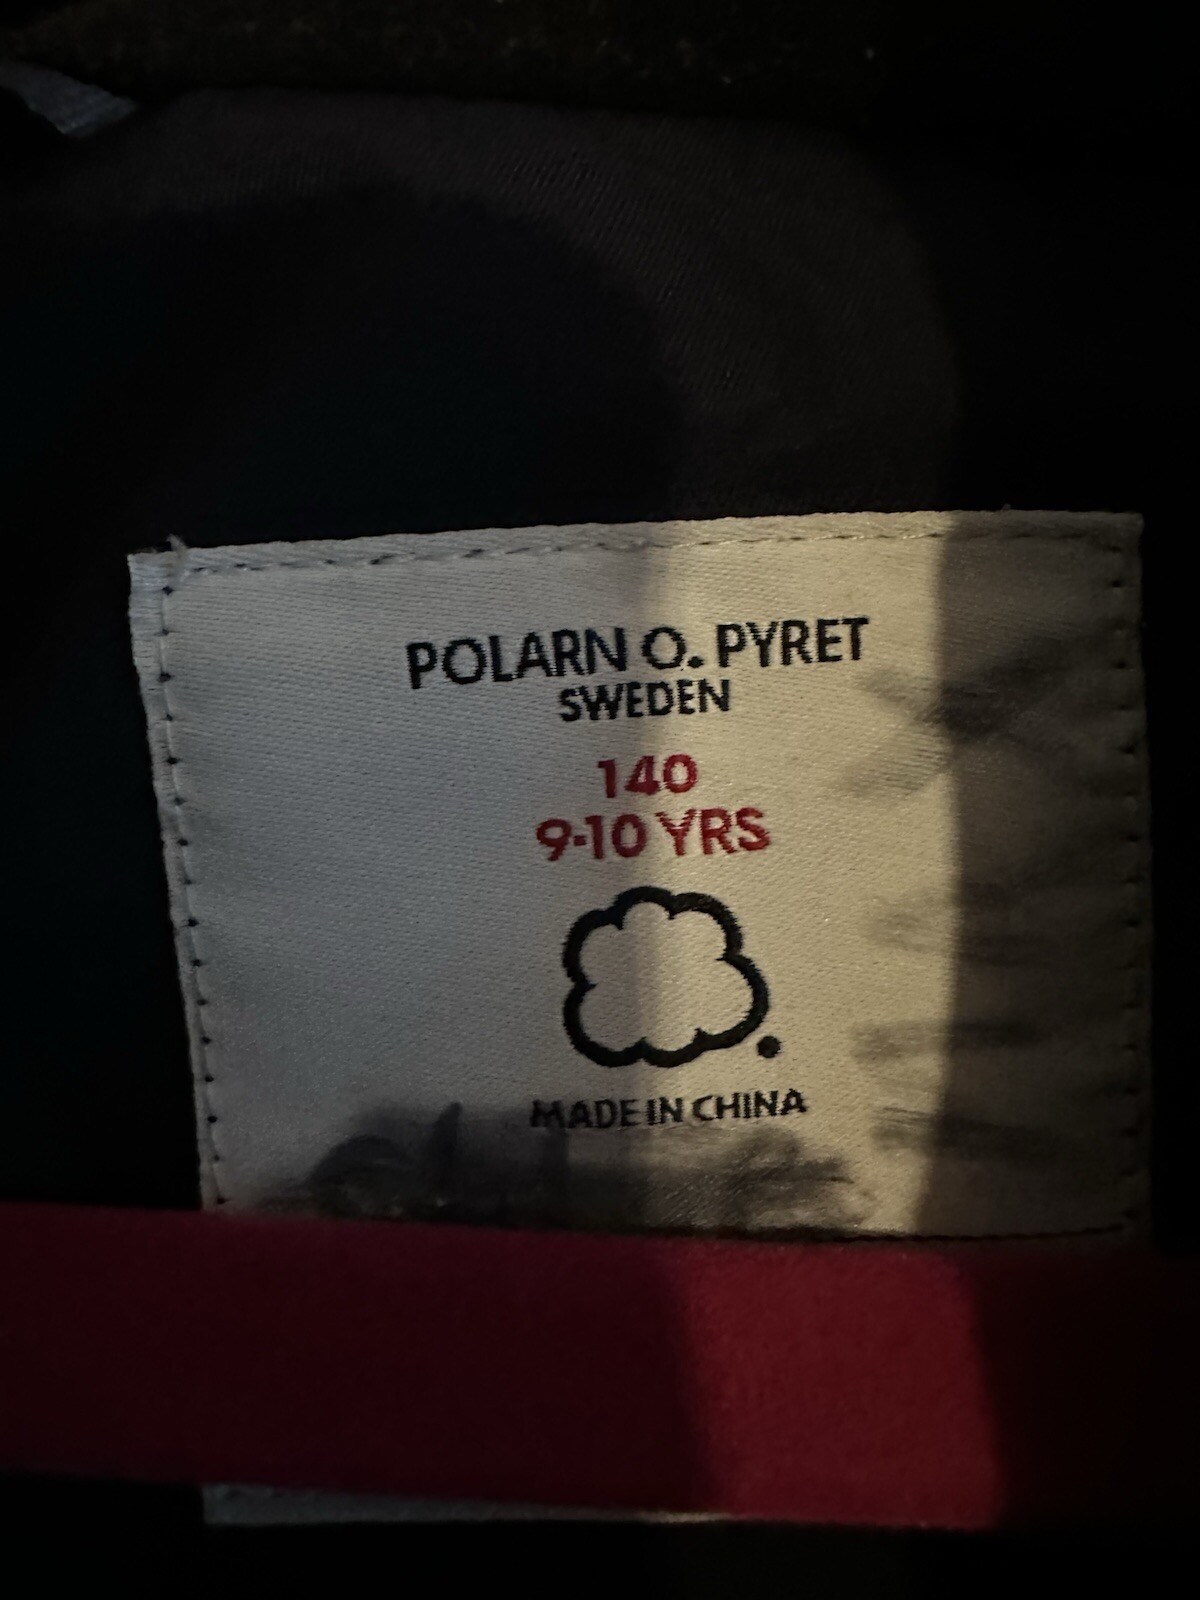 POLARN O. PYRET
SWEDEN
140
9-10 YRS
MADE IN CHINA